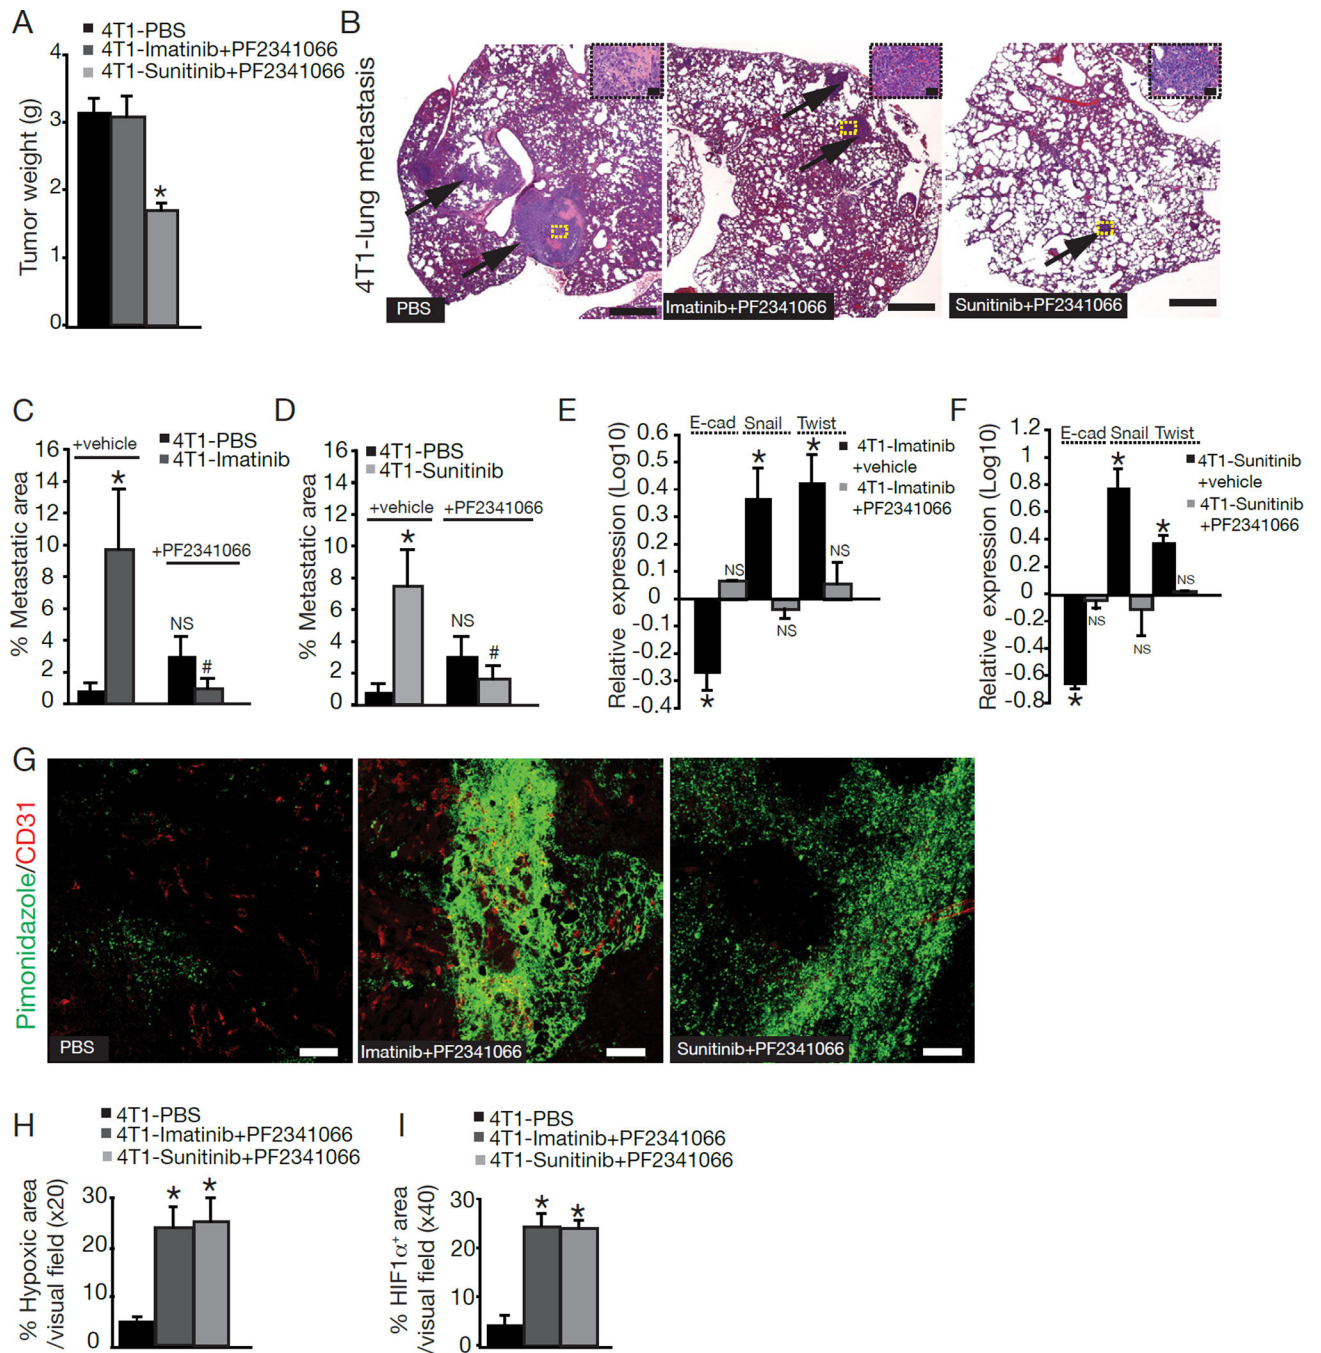 A
4T1-PBS
4T1-Imatinib+PF2341066
4T1-Sunitinib+PF2341066
Tumor weight (g)
4
3
2
1
0
*
B
4T1-lung metastasis
PBS
Imatinib+PF2341066
Sunitinib+PF2341066
C
4T1-PBS
4T1-Imatinib
+vehicle
+PF2341066
% Metastatic area
16
14
12
10
8
6
4
2
0
*
NS
#
D
4T1-PBS
4T1-Sunitinib
+vehicle
+PF2341066
% Metastatic area
16
14
12
10
8
6
4
2
0
*
NS
#
E
E-cad Snail Twist
4T1-Imatinib
+vehicle
4T1-Imatinib
+PF2341066
Relative expression (Log10)
0.6
0.5
0.4
0.3
0.2
0.1
0
-0.1
-0.2
-0.3
-0.4
*
NS
*
NS
*
NS
F
E-cad Snail Twist
4T1-Sunitinib
+vehicle
4T1-Sunitinib
+PF2341066
Relative expression (Log10)
1.2
1.0
0.8
0.6
0.4
0.2
0
-0.2
-0.4
-0.6
-0.8
*
NS
*
NS
*
NS
G
Pimonidazole/CD31
PBS
Imatinib+PF2341066
Sunitinib+PF2341066
H
4T1-PBS
4T1-Imatinib+PF2341066
4T1-Sunitinib+PF2341066
% Hypoxic area
/visual field (x20)
30
20
10
0
*
*
I
4T1-PBS
4T1-Imatinib+PF2341066
4T1-Sunitinib+PF2341066
% HIF1α⁺ area
/visual field (x40)
30
20
10
0
*
*